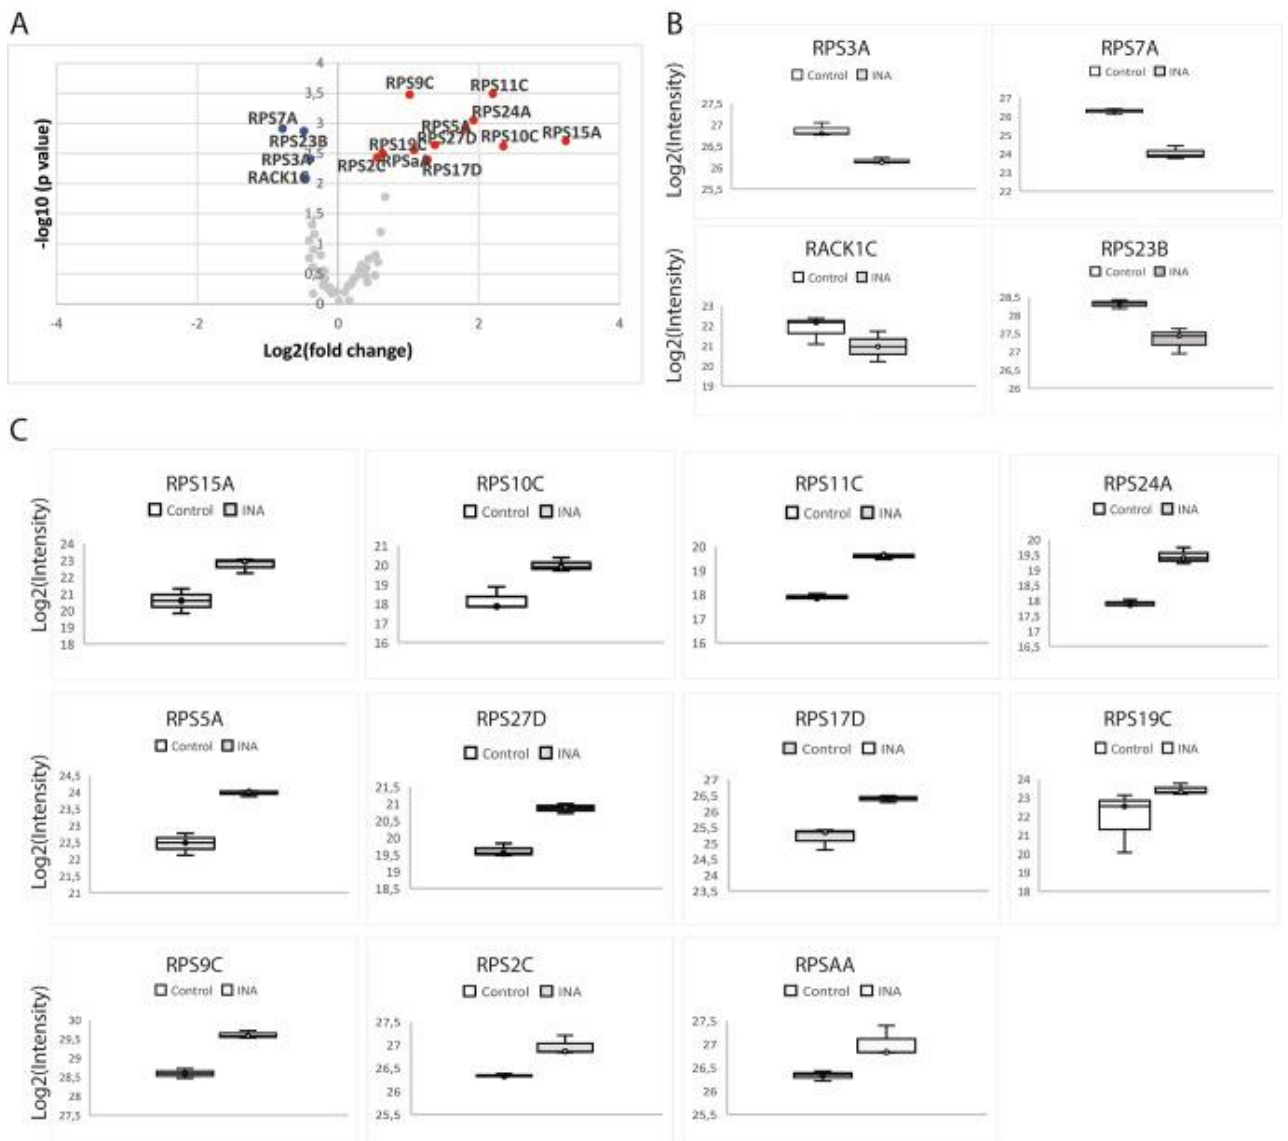 A
4
3,5
3
2,5
2
1,5
1
0,5
0
-4
-2
0
2
4
-log10 (p value)
Log2(fold change)
RPS9C
RPS11C
RPS7A
RPS24A
RPS5A
RPS23B
RPS19C
RPS27D
RPS10C
RPS15A
RPS3A
RPS2C
RPSaA
RPS17D
RACK1C
B
RPS3A
Control INA
Log2(Intensity)
27,5
27
26,5
26
25,5
RPS7A
Control INA
27
26
25
24
23
22
RACK1C
Control INA
Log2(Intensity)
23
22
21
20
19
RPS23B
Control INA
28,5
28
27,5
27
26,5
26
C
RPS15A
Control INA
Log2(Intensity)
24
23
22
21
20
19
18
RPS10C
Control INA
21
20
19
18
17
16
RPS11C
Control INA
20
19
18
17
16
RPS24A
Control INA
20
19,5
19
18,5
18
17,5
17
16,5
RPS5A
Control INA
Log2(Intensity)
24,5
24
23,5
23
22,5
22
21,5
21
RPS27D
Control INA
21,5
21
20,5
20
19,5
19
18,5
RPS17D
Control INA
27
26,5
26
25,5
25
24,5
24
23,5
RPS19C
Control INA
24
23
22
21
20
19
18
RPS9C
Control INA
Log2(Intensity)
30
29,5
29
28,5
28
27,5
RPS2C
Control INA
27,5
27
26,5
26
25,5
RPSAA
Control INA
27,5
27
26,5
26
25,5